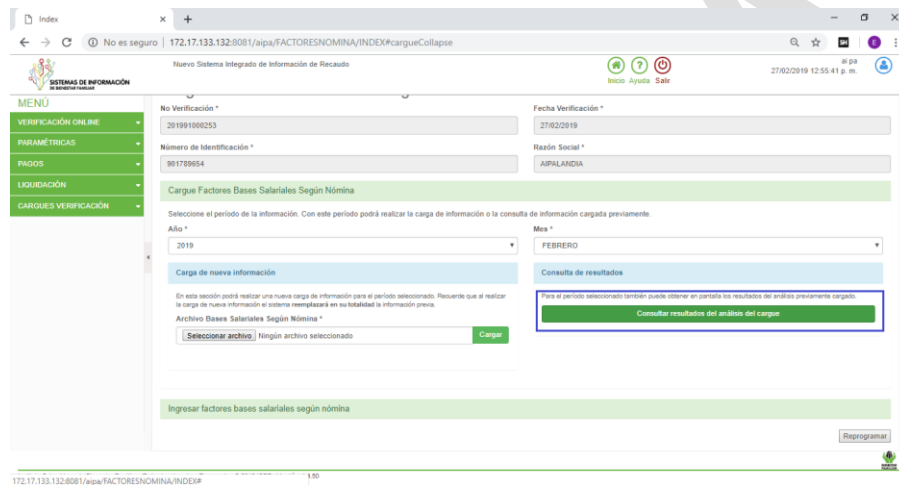 Index
No es seguro | 172.17.133.132:8081/aipa/FACTORESNOMINA/INDEX#cargueCollapse
SISTEMAS DE INFORMACIÓN
DE BIENESTAR FAMILIAR
Nuevo Sistema Integrado de Información de Recaudo
Inicio Ayuda Salir
ai pa
27/02/2019 12:55:41 p. m.
MENÚ
VERIFICACIÓN ONLINE
PARAMÉTRICAS
PAGOS
LIQUIDACIÓN
CARGUES VERIFICACIÓN
No Verificación *
Fecha Verificación *
201991000253
27/02/2019
Número de Identificación *
Razón Social *
901789654
AIPALANDIA
Cargue Factores Bases Salariales Según Nómina
Seleccione el período de la información. Con este período podrá realizar la carga de información o la consulta de información cargada previamente.
Año *
Mes *
2019
FEBRERO
Carga de nueva información
Consulta de resultados
En esta sección podrá realizar una nueva carga de información para el período seleccionado. Recuerde que al realizar
la carga de nueva información el sistema reemplazará en su totalidad la información previa.
Para el período seleccionado también puede obtener en pantalla los resultados del análisis previamente cargado.
Archivo Bases Salariales Según Nómina *
Consultar resultados del análisis del cargue
Seleccionar archivo Ningún archivo seleccionado
Cargar
Ingresar factores bases salariales según nómina
Reprogramar
172.17.133.132:8081/aipa/FACTORESNOMINA/INDEX#